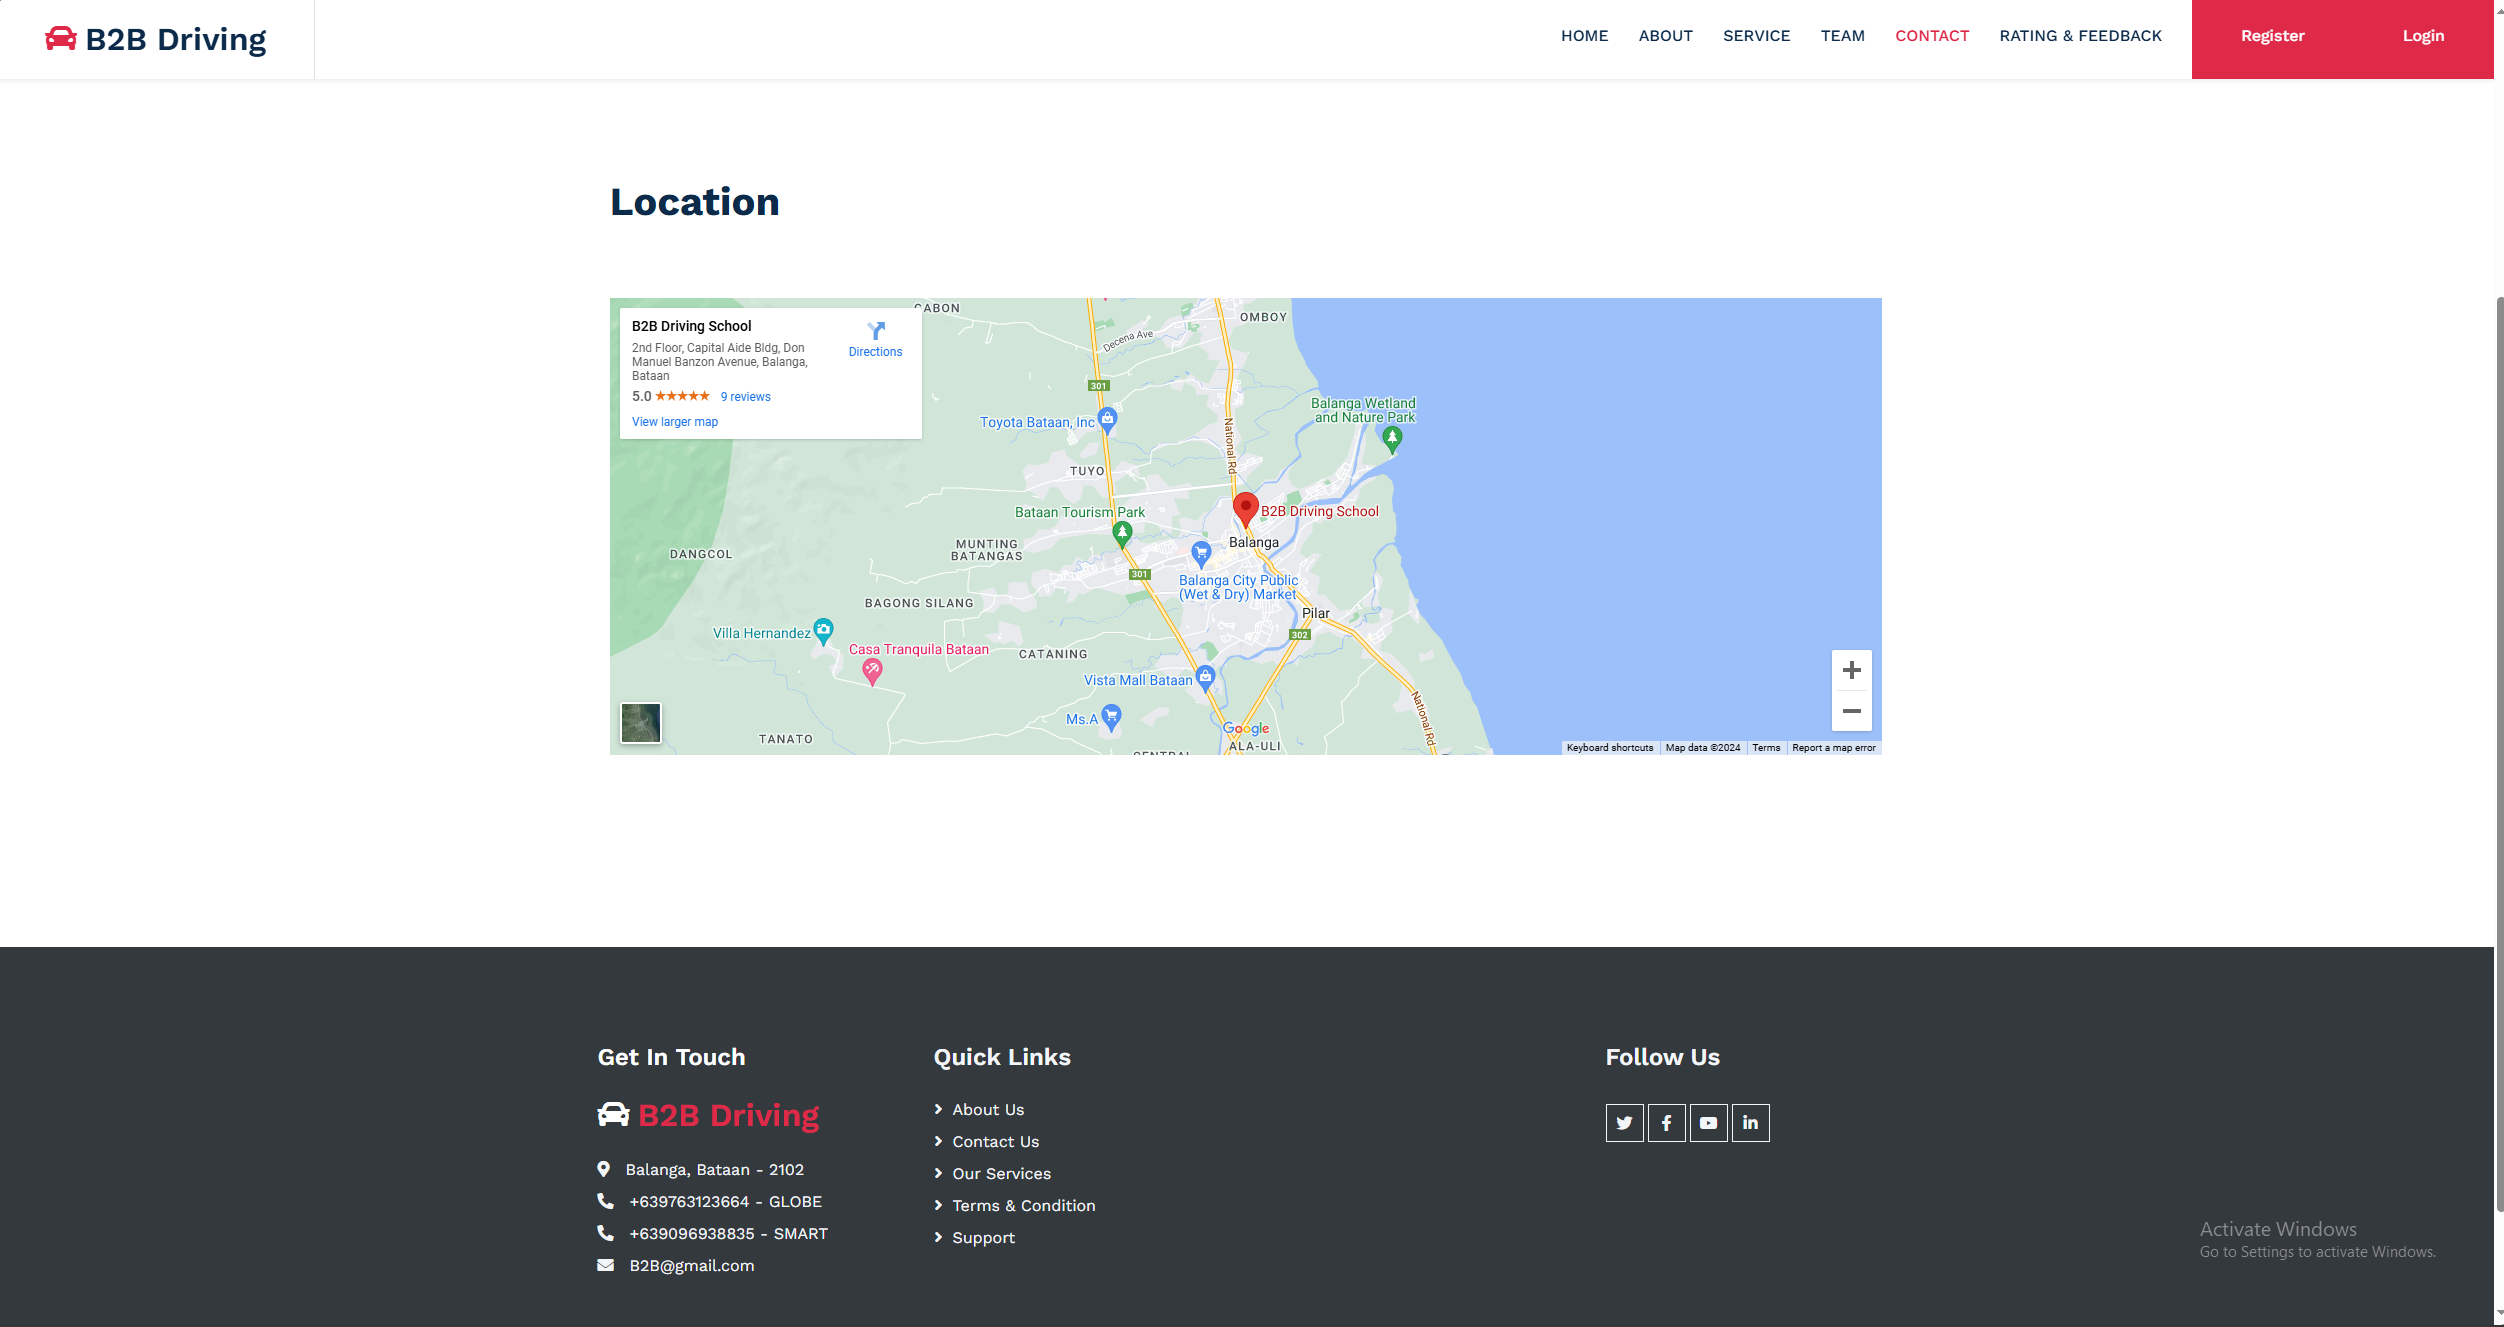 B2B Driving
HOME
ABOUT
SERVICE
TEAM
CONTACT
RATING & FEEDBACK
Register
Login
Location
B2B Driving School
2nd Floor, Capital Aide Bldg, Don
Manuel Banzon Avenue, Balanga,
Bataan
5.0
9 reviews
View larger map
Directions
CABON
OMBOY
Decena Ave
301
Toyota Bataan, Inc
National Rd
Balanga Wetland
and Nature Park
TUYO
Bataan Tourism Park
B2B Driving School
Balanga
MUNTING
BATANGAS
DANGCOL
301
Balanga City Public
(Wet & Dry) Market
BAGONG SILANG
Pilar
302
Villa Hernandez
Casa Tranquila Bataan
CATANING
Vista Mall Bataan
Ms.A
National Rd
TANATO
Google
ALA-ULI
CENTRAL
Keyboard shortcuts
Map data ©2024
Terms
Report a map error
Get In Touch
B2B Driving
Balanga, Bataan - 2102
+639763123664 - GLOBE
+639096938835 - SMART
B2B@gmail.com
Quick Links
About Us
Contact Us
Our Services
Terms & Condition
Support
Follow Us
Activate Windows
Go to Settings to activate Windows.